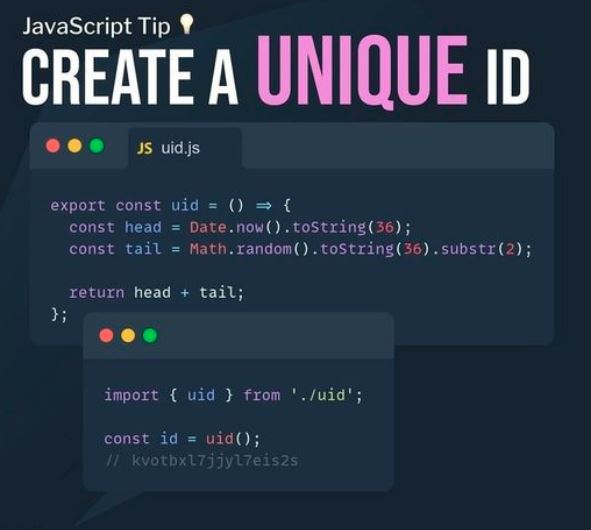 JavaScript Tip 💡
CREATE A UNIQUE ID
JS uid.js
export const uid = () => {
  const head = Date.now().toString(36);
  const tail = Math.random().toString(36).substr(2);
  return head + tail;
};
import { uid } from './uid';
const id = uid();
// kvotbxl7jjyl7eis2s